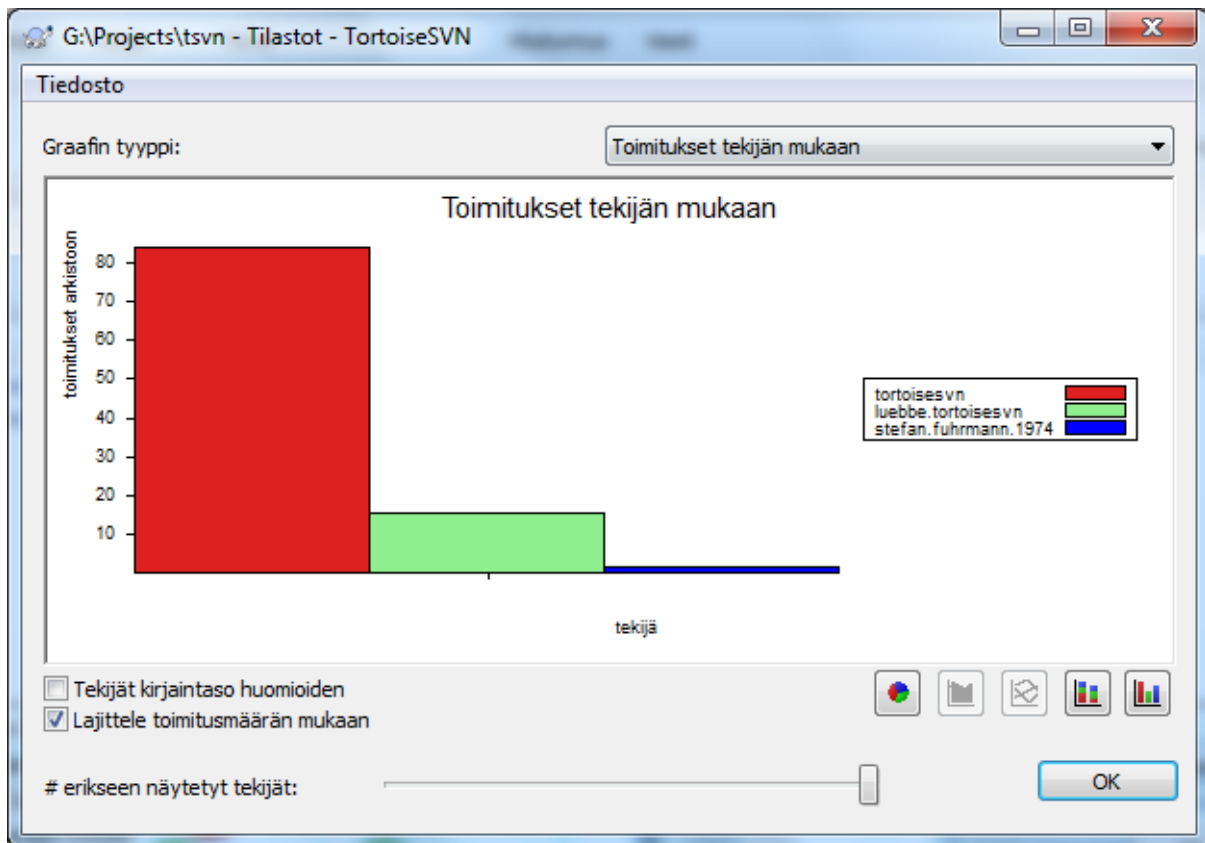 G:\Projects\tsvn - Tilastot - TortoiseSVN
Tiedosto
Graafin tyyppi:
Toimitukset tekijän mukaan
Toimitukset tekijän mukaan
toimitukset arkistoon
80
70
60
50
40
30
20
10
tortoisesvn
luebbe.tortoisesvn
stefan.fuhrmann.1974
tekijä
Tekijät kirjaintaso huomioiden
Lajittele toimitusmäärän mukaan
# erikseen näytetyt tekijät:
OK